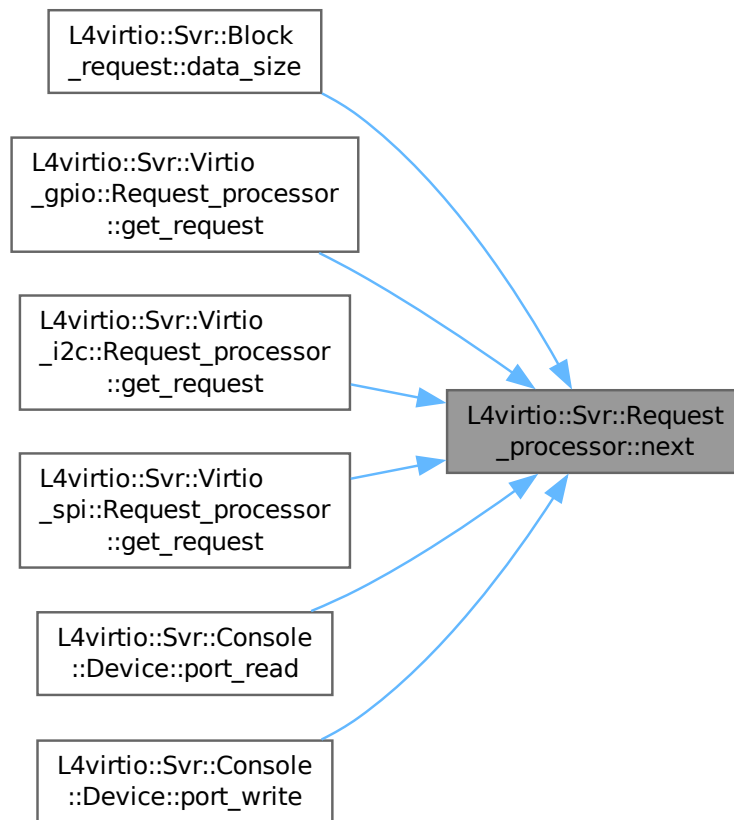 L4virtio::Svr::Block
_request::data_size
L4virtio::Svr::Virtio
_gpio::Request_processor
::get_request
L4virtio::Svr::Virtio
_i2c::Request_processor
::get_request
L4virtio::Svr::Request
_processor::next
L4virtio::Svr::Virtio
_spi::Request_processor
::get_request
L4virtio::Svr::Console
::Device::port_read
L4virtio::Svr::Console
::Device::port_write